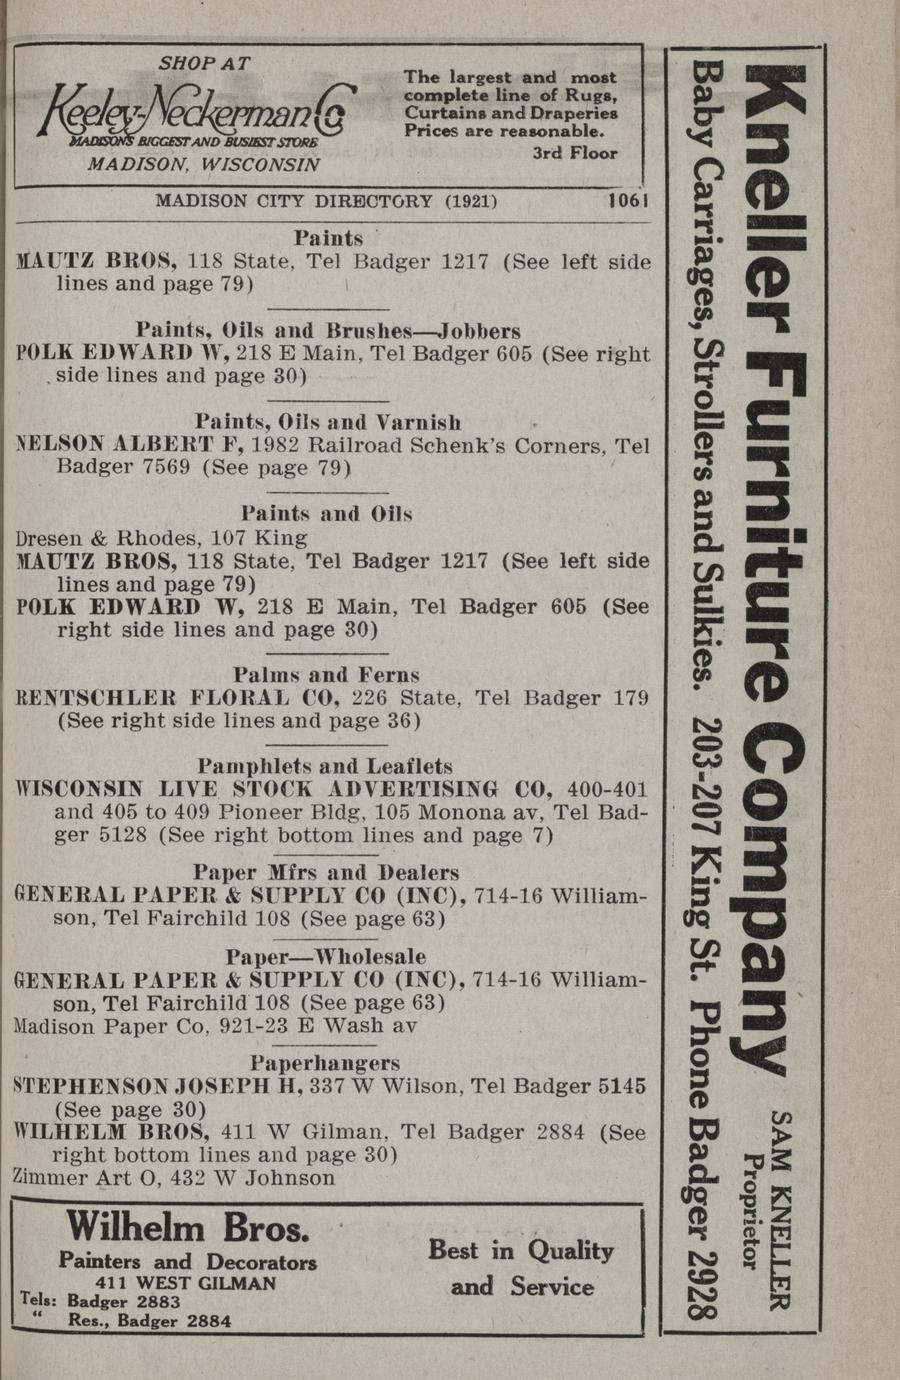 SHOP AT
Keeley-Neckerman Co
MADISON'S BIGGEST AND BUSIEST STORE
MADISON, WISCONSIN
The largest and most
complete line of Rugs,
Curtains and Draperies
Prices are reasonable.
3rd Floor
MADISON CITY DIRECTORY (1921) 1061
Paints
MAUTZ BROS, 118 State, Tel Badger 1217 (See left side
lines and page 79)
Paints, Oils and Brushes—Jobbers
POLK EDWARD W, 218 E Main, Tel Badger 605 (See right
side lines and page 30)
Paints, Oils and Varnish
NELSON ALBERT F, 1982 Railroad Schenk's Corners, Tel
Badger 7569 (See page 79)
Paints and Oils
Dresen & Rhodes, 107 King
MAUTZ BROS, 118 State, Tel Badger 1217 (See left side
lines and page 79)
POLK EDWARD W, 218 E Main, Tel Badger 605 (See
right side lines and page 30)
Palms and Ferns
RENTSCHLER FLORAL CO, 226 State, Tel Badger 179
(See right side lines and page 36)
Pamphlets and Leaflets
WISCONSIN LIVE STOCK ADVERTISING CO, 400-401
and 405 to 409 Pioneer Bldg, 105 Monona av, Tel Bad-
ger 5128 (See right bottom lines and page 7)
Paper Mfrs and Dealers
GENERAL PAPER & SUPPLY CO (INC), 714-16 William-
son, Tel Fairchild 108 (See page 63)
Paper—Wholesale
GENERAL PAPER & SUPPLY CO (INC), 714-16 William-
son, Tel Fairchild 108 (See page 63)
Madison Paper Co, 921-23 E Wash av
Paperhangers
STEPHENSON JOSEPH H, 337 W Wilson, Tel Badger 5145
(See page 30)
WILHELM BROS, 411 W Gilman, Tel Badger 2884 (See
right bottom lines and page 30)
Zimmer Art O, 432 W Johnson
Wilhelm Bros.
Painters and Decorators
411 WEST GILMAN
Tels: Badger 2883
" Res., Badger 2884
Best in Quality
and Service
Kneller Furniture Company
SAM KNELLER
Proprietor
Baby Carriages, Strollers and Sulkies. 203-207 King St. Phone Badger 2928